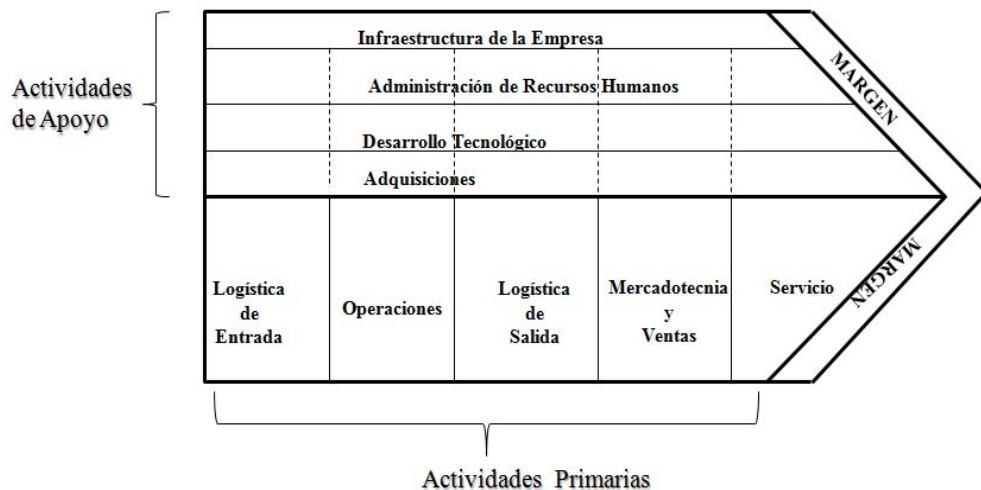 Infraestructura de la Empresa
Actividades
de Apoyo
Administración de Recursos Humanos
Desarrollo Tecnológico
Adquisiciones
MARGEN
Logística
de
Entrada
Operaciones
Logística
de
Salida
Mercadotecnia
y
Ventas
Servicio
MARGEN
Actividades Primarias